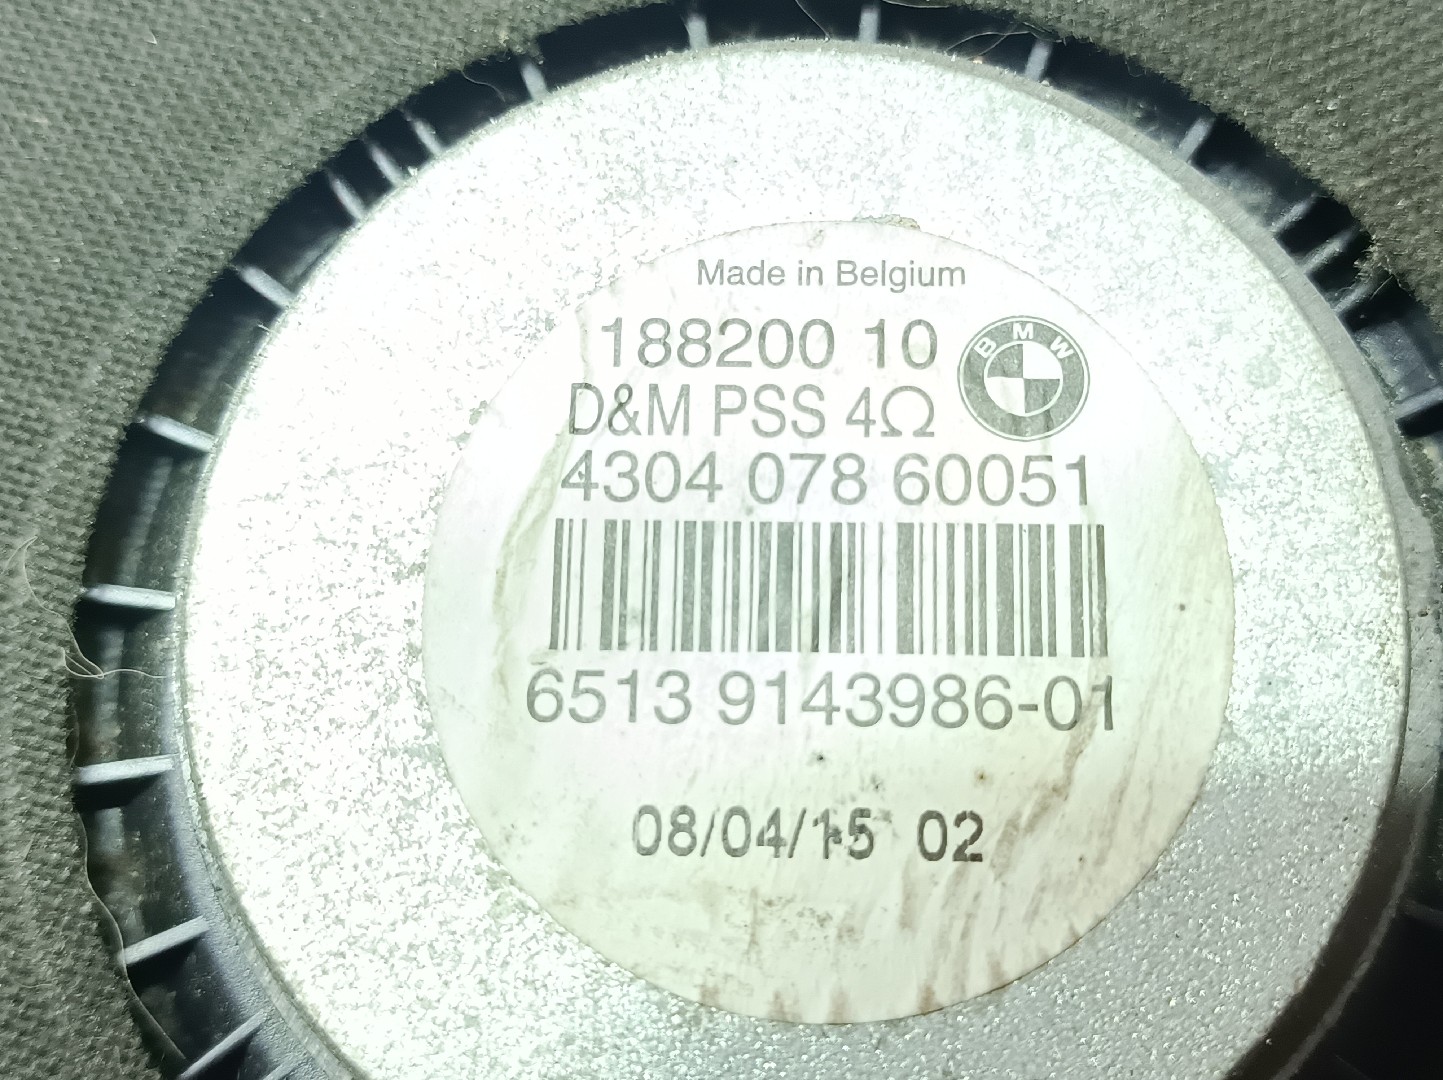 Made in Belgium
188200 10
BMW
D&M PSS 4Ω
4304 078 60051
6513 9143986-01
08/04/15 02